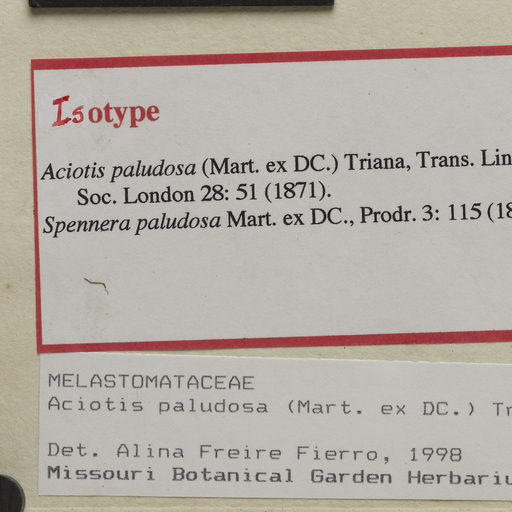 Isotype
Aciotis paludosa (Mart. ex DC.) Triana, Trans. Lin
Soc. London 28: 51 (1871).
Spennera paludosa Mart. ex DC., Prodr. 3: 115 (18
MELASTOMATACEAE
Aciotis paludosa (Mart. ex DC.) Tr
Det. Alina Freire Fierro, 1998
Missouri Botanical Garden Herbariu